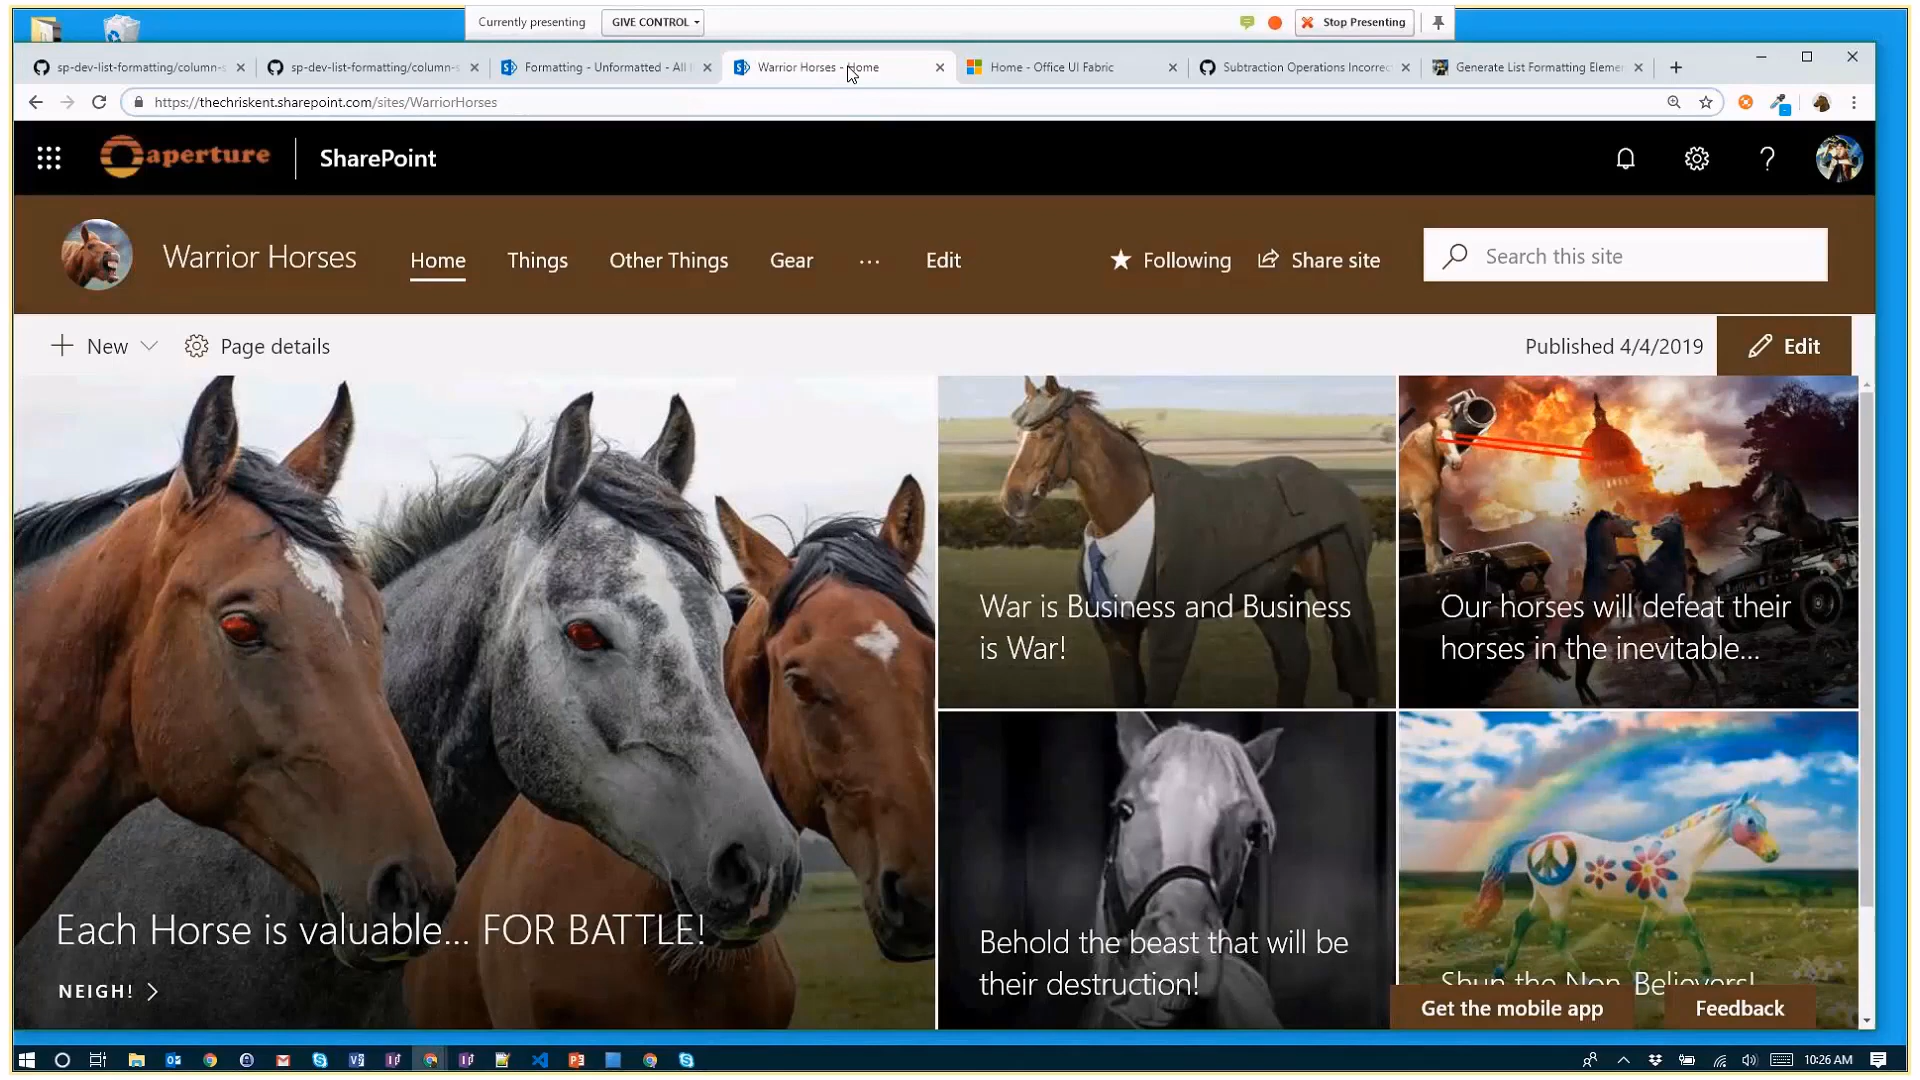 Currently presenting
GIVE CONTROL
Stop Presenting
sp-dev-list-formatting/column-s
sp-dev-list-formatting/column-s
Formatting - Unformatted - All I
Warrior Horses - Home
Home - Office UI Fabric
Subtraction Operations Incorrec
Generate List Formatting Eleme
https://thechriskent.sharepoint.com/sites/WarriorHorses
aperture
SharePoint
Warrior Horses
Home
Things
Other Things
Gear
...
Edit
Following
Share site
Search this site
New
Page details
Published 4/4/2019
Edit
Each Horse is valuable... FOR BATTLE!
NEIGH!
War is Business and Business
is War!
Our horses will defeat their
horses in the inevitable...
Behold the beast that will be
their destruction!
Shun the Non-Believers!
Get the mobile app
Feedback
10:26 AM